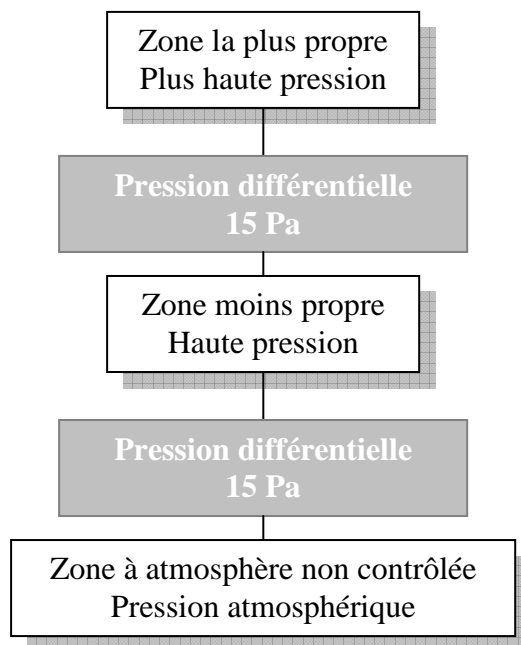 Zone la plus propre
Plus haute pression
Pression différentielle
15 Pa
Zone moins propre
Haute pression
Pression différentielle
15 Pa
Zone à atmosphère non contrôlée
Pression atmosphérique